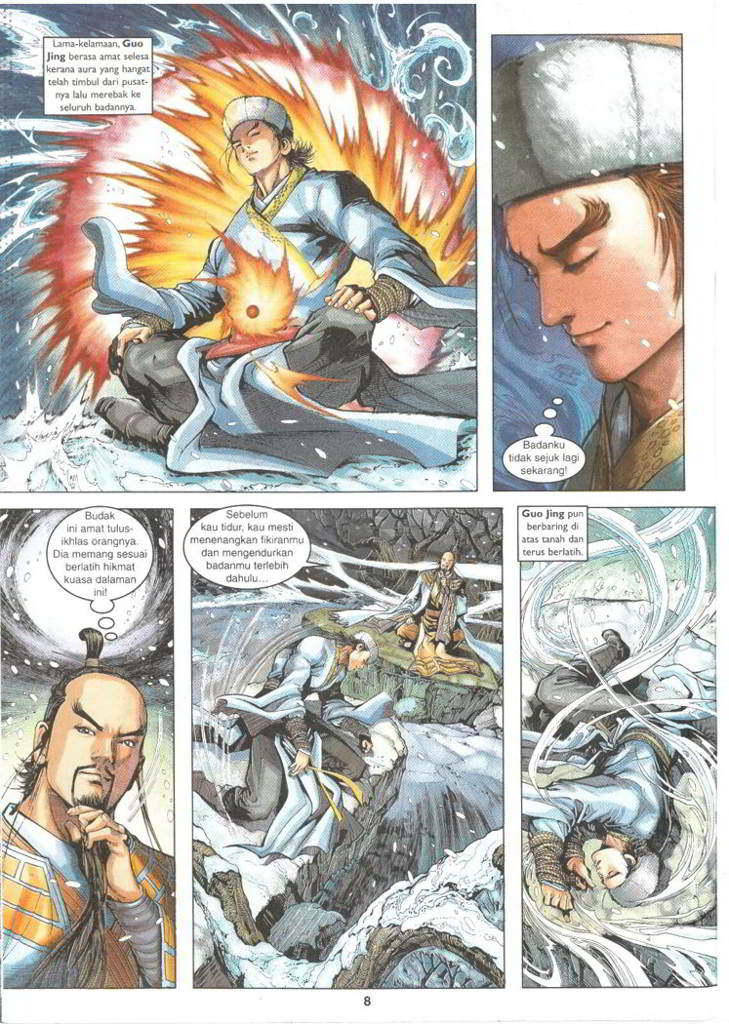 Lama-kelamaan, Guo
Jing berasa amat selesa
kerana aura yang hangat
telah timbul dari pusat-
nya lalu merebak ke
seluruh badannya.
Badanku
tidak sejuk lagi
sekarang!
Budak
ini amat tulus-
ikhlas orangnya.
Dia memang sesuai
berlatih hikmat
kuasa dalaman
ini!
Sebelum
kau tidur, kau mesti
menenangkan fikiranmu
dan mengendurkan
badanmu terlebih
dahulu...
Guo Jing pun
berbaring di
atas tanah dan
terus berlatih.
8